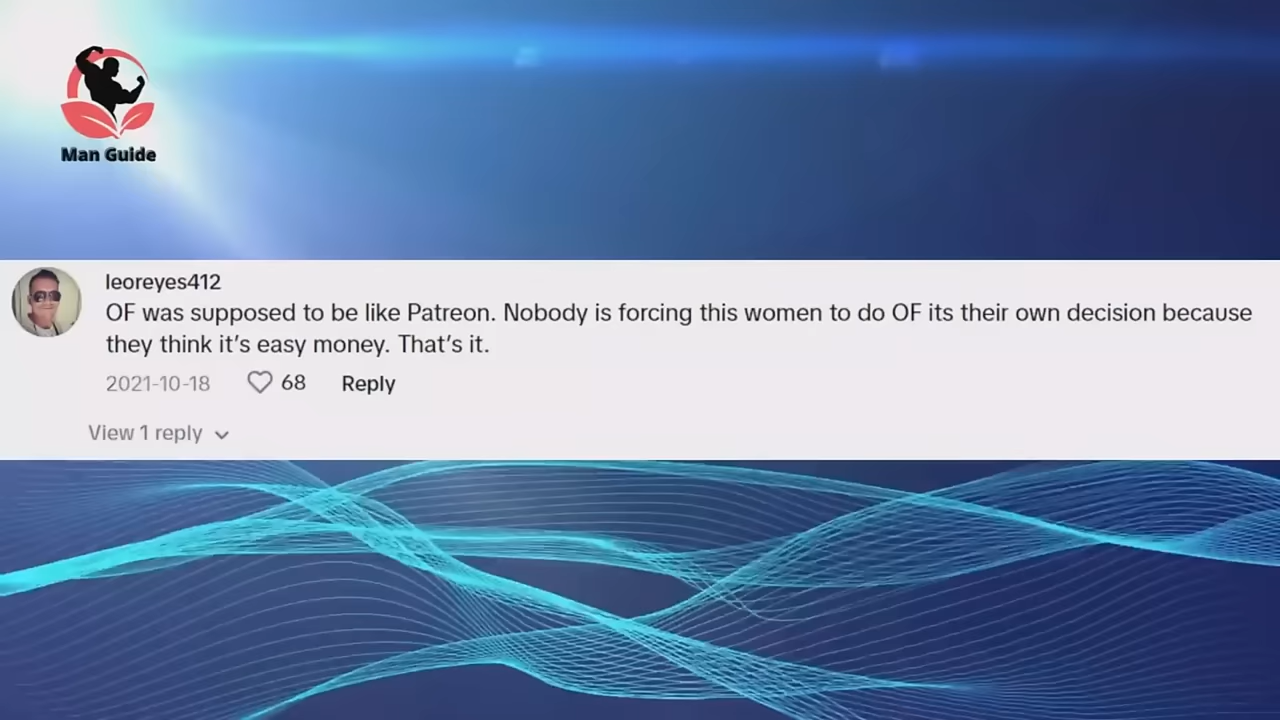 Man Guide
leoreyes412
OF was supposed to be like Patreon. Nobody is forcing this women to do OF its their own decision because
they think it’s easy money. That’s it.
2021-10-18 68 Reply
View 1 reply